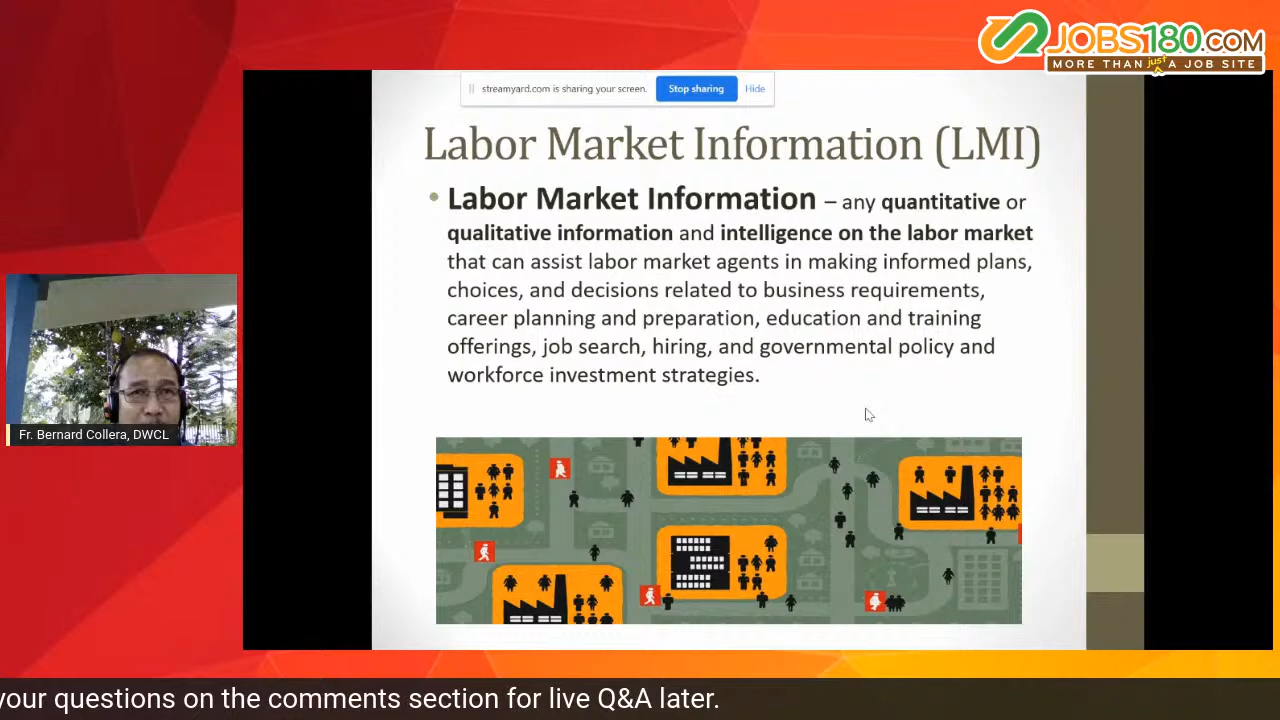 JOBS180.COM
MORE THAN just A JOB SITE
streamyard.com is sharing your screen.
Stop sharing
Hide
Labor Market Information (LMI)
• Labor Market Information – any quantitative or
qualitative information and intelligence on the labor market
that can assist labor market agents in making informed plans,
choices, and decisions related to business requirements,
career planning and preparation, education and training
offerings, job search, hiring, and governmental policy and
workforce investment strategies.
Fr. Bernard Collera, DWCL
your questions on the comments section for live Q&A later.